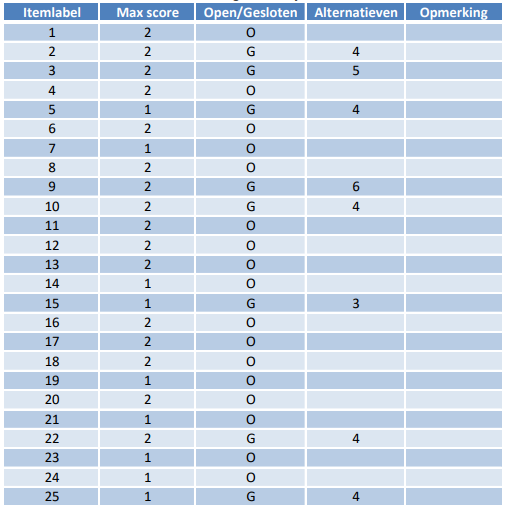 Itemlabel Max score Open/Gesloten Alternatieven Opmerking
1 2 O
2 2 G 4
3 2 G 5
4 2 O
5 1 G 4
6 2 O
7 1 O
8 2 O
9 2 G 6
10 2 G 4
11 2 O
12 2 O
13 2 O
14 1 O
15 1 G 3
16 2 O
17 2 O
18 2 O
19 1 O
20 2 O
21 1 O
22 2 G 4
23 1 O
24 1 O
25 1 G 4